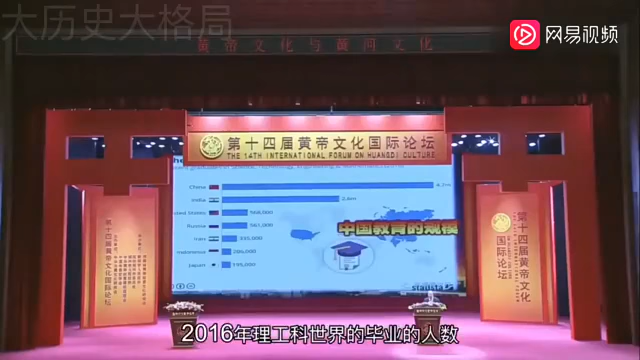 大历史大格局
网易视频
黄帝文化与黄河文化
第十四届黄帝文化国际论坛
THE 14TH INTERNATIONAL FORUM ON HUANGDI CULTURE
China 4.7m
India 2.6m
United States 568,000
Russia 561,000
Iran 335,000
Indonesia 206,000
Japan 195,000
中国教育的规模
statista
第十四届黄帝文化国际论坛
第十四届黄帝文化
国际论坛
2016年理工科世界的毕业的人数